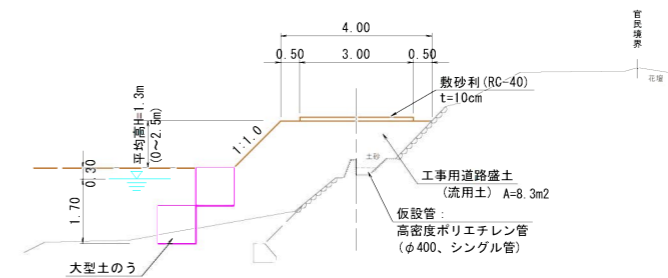 官民境界
花壇
4.00
0.50 3.00 0.50
敷砂利(RC-40)
t=10cm
平均高H=1.3m
(0～2.5m)
1:1.0
土砂
工事用道路盛土
(流用土) A=8.3m2
0.30
1.70
仮設管：
高密度ポリエチレン管
(φ400、シングル管)
大型土のう